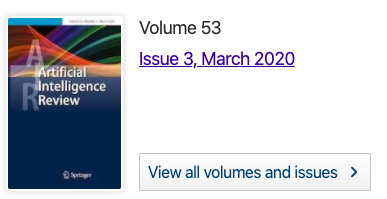 Volume 53
Issue 3, March 2020
Artificial
Intelligence
Review
Springer
View all volumes and issues